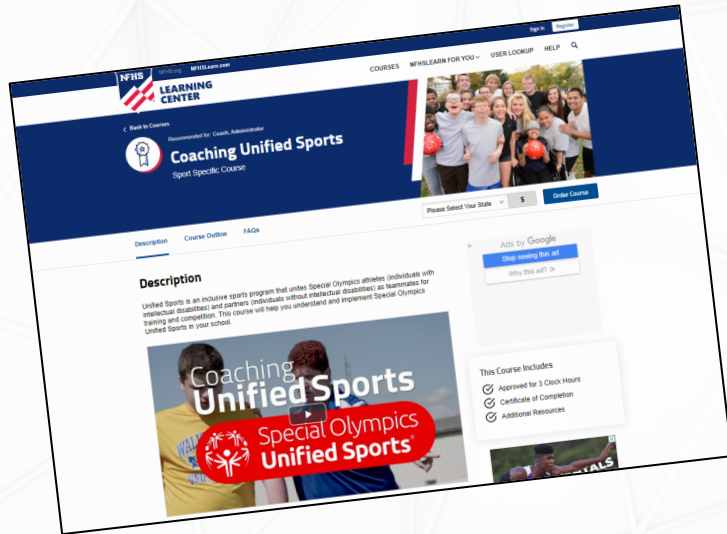 Sign In Register
NFHS NFHS.org NFHSLearn.com
LEARNING
CENTER
COURSES NFHSLEARN FOR YOU USER LOOKUP HELP
Back to Courses
Recommended for: Coach, Administrator
Coaching Unified Sports
Sport Specific Course
Please Select Your State $ Order Course
Description Course Outline FAQs
Description
Unified Sports is an inclusive sports program that unites Special Olympics athletes (individuals with
intellectual disabilities) and partners (individuals without intellectual disabilities) as teammates for
training and competition. This course will help you understand and implement Special Olympics
Unified Sports in your school.
Ads by Google
Stop seeing this ad
Why this ad?
Coaching
Unified Sports
Special Olympics
Unified Sports
This Course Includes
Approved for 3 Clock Hours
Certificate of Completion
Additional Resources